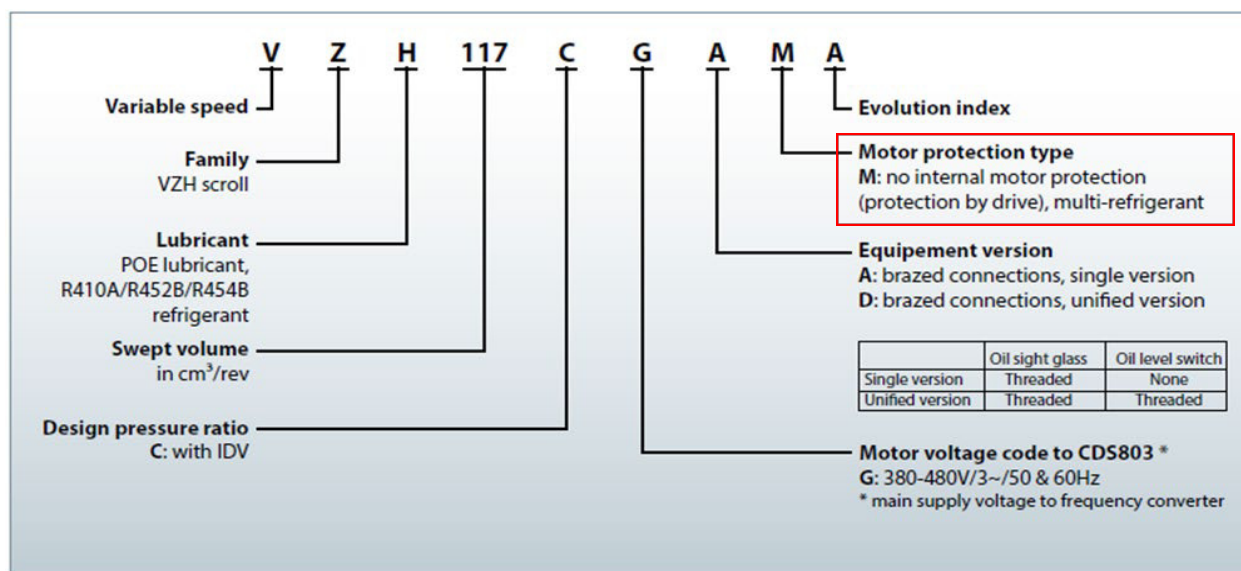 V Z H 117 C G A M A
Variable speed
Family
VZH scroll
Lubricant
POE lubricant,
R410A/R452B/R454B
refrigerant
Swept volume
in cm³/rev
Design pressure ratio
C: with IDV
Evolution index
Motor protection type
M: no internal motor protection
(protection by drive), multi-refrigerant
Equipement version
A: brazed connections, single version
D: brazed connections, unified version
Oil sight glass Oil level switch
Single version Threaded None
Unified version Threaded Threaded
Motor voltage code to CDS803 *
G: 380-480V/3~/50 & 60Hz
* main supply voltage to frequency converter